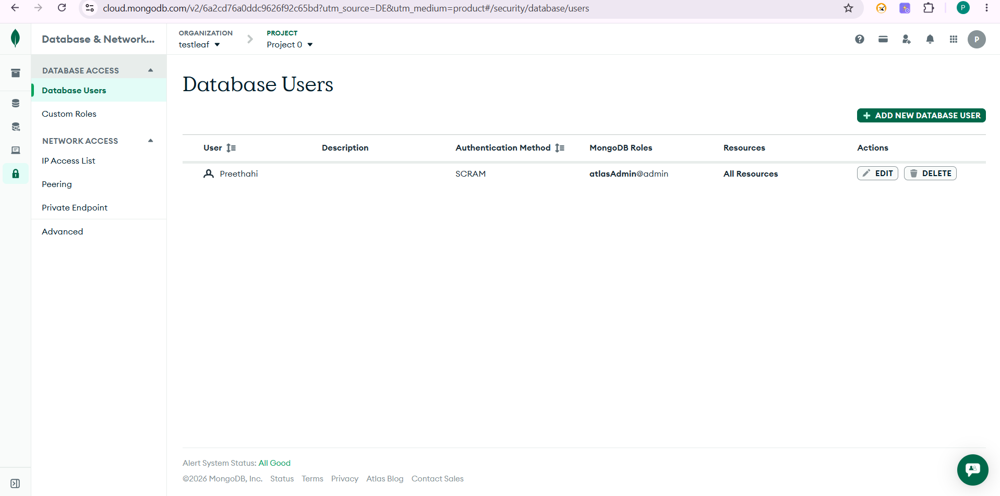 cloud.mongodb.com/v2/6a2cd76a0ddc9626f92c65bd?utm_source=DE&utm_medium=product#/security/database/users
P
Database & Network...
ORGANIZATION
testleaf
PROJECT
Project 0
P
DATABASE ACCESS
Database Users
Custom Roles
NETWORK ACCESS
IP Access List
Peering
Private Endpoint
Advanced
Database Users
+ ADD NEW DATABASE USER
User Description Authentication Method MongoDB Roles Resources Actions
Preethahi SCRAM atlasAdmin@admin All Resources EDIT DELETE
Alert System Status: All Good
©2026 MongoDB, Inc. Status Terms Privacy Atlas Blog Contact Sales